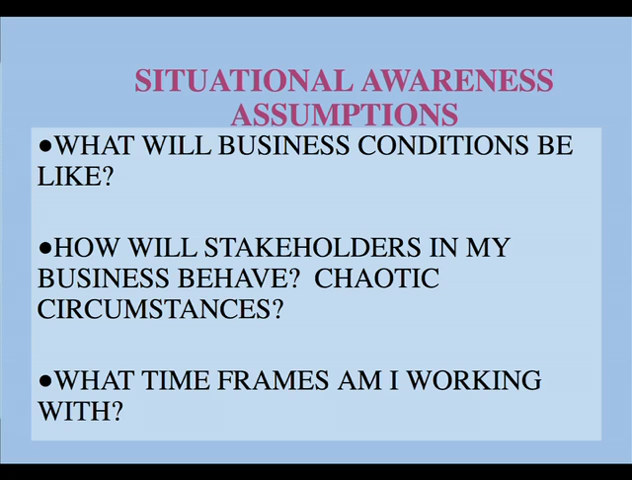 SITUATIONAL AWARENESS
ASSUMPTIONS
●WHAT WILL BUSINESS CONDITIONS BE
LIKE?
●HOW WILL STAKEHOLDERS IN MY
BUSINESS BEHAVE?  CHAOTIC
CIRCUMSTANCES?
●WHAT TIME FRAMES AM I WORKING
WITH?